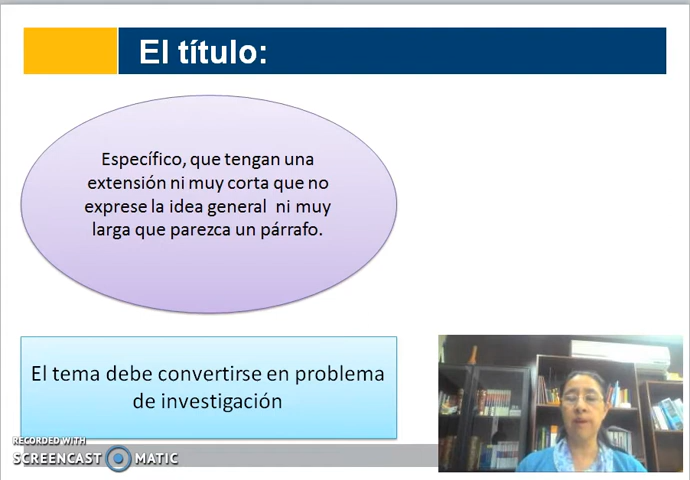 El título:
Específico, que tengan una
extensión ni muy corta que no
exprese la idea general ni muy
larga que parezca un párrafo.
El tema debe convertirse en problema
de investigación
RECORDED WITH
SCREENCAST MATIC